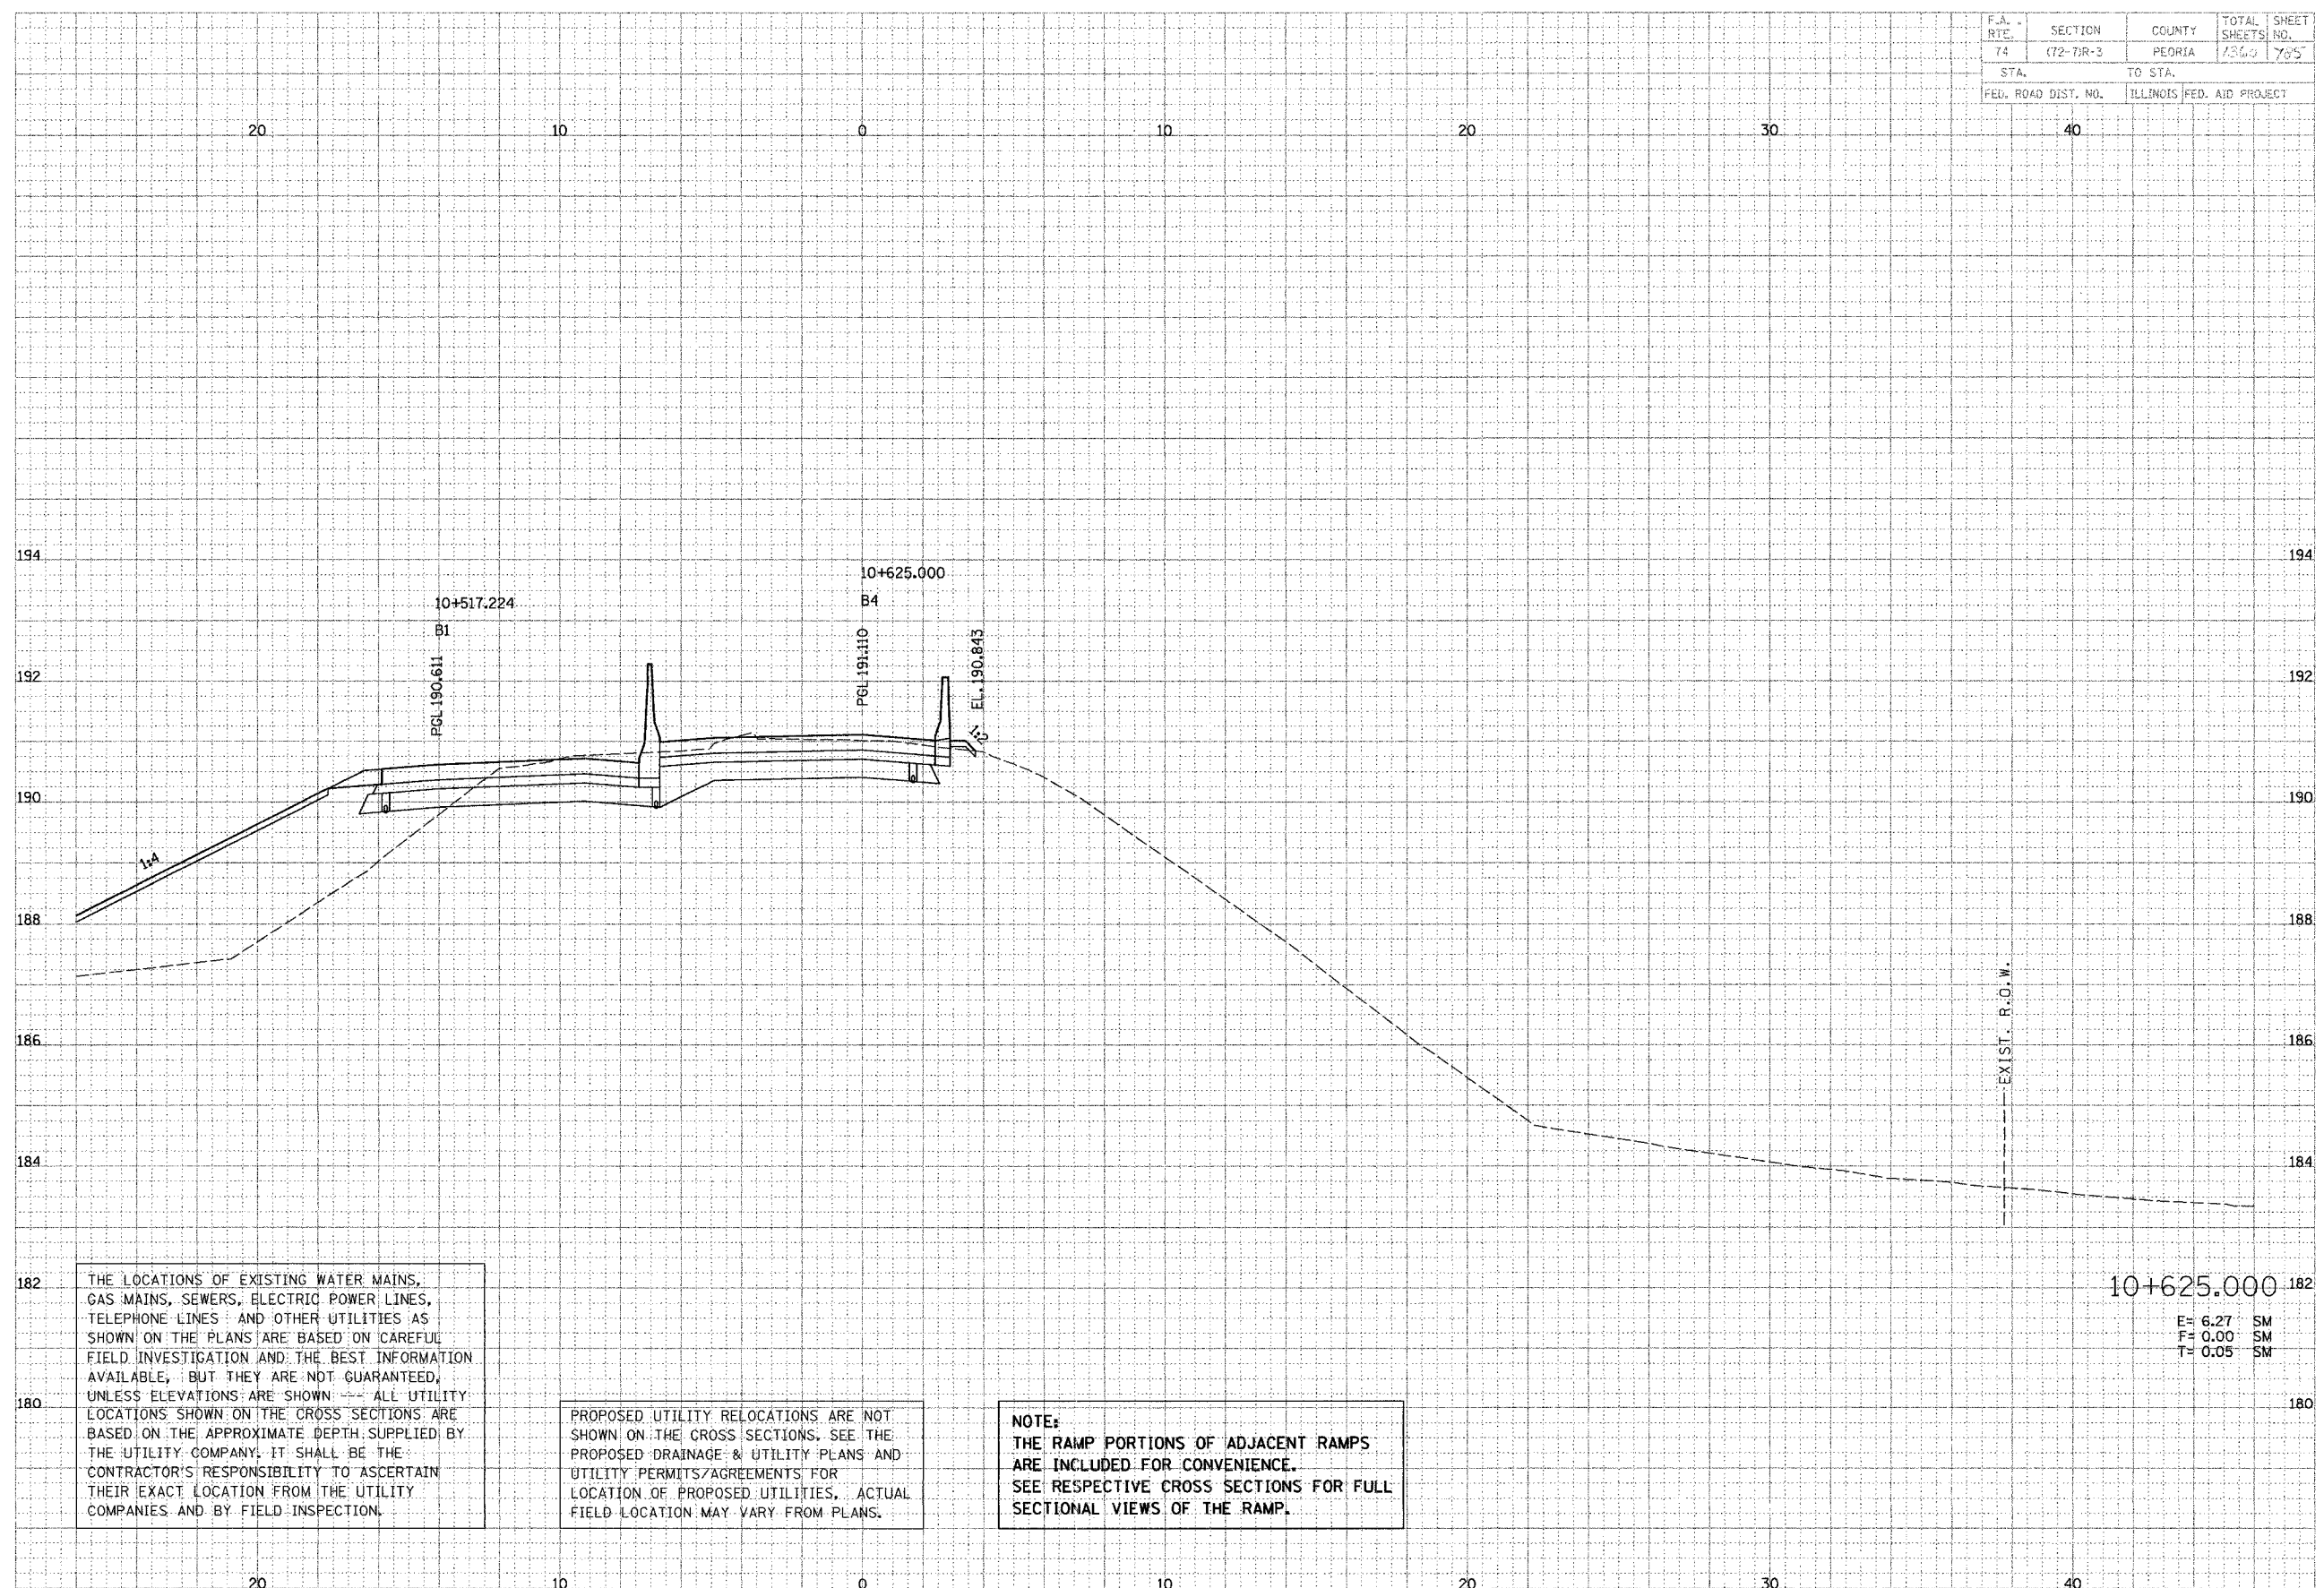 F.A. RTE. SECTION COUNTY TOTAL SHEETS SHEET NO.
74 (72-7)R-3 PEORIA 1360 785
STA. TO STA.
FED. ROAD DIST. NO. ILLINOIS FED. AID PROJECT
20 10 0 10 20 30 40
194 194
10+625.000
B4
10+517.224
B1
PGL 190.611
PGL 191.110
EL. 190.843
192 192
1:2
190 190
1:4
188 188
EXIST. R.O.W.
186 186
184 184
182 182
10+625.000
E= 6.27 SM
F= 0.00 SM
T= 0.05 SM
180 180
THE LOCATIONS OF EXISTING WATER MAINS,
GAS MAINS, SEWERS, ELECTRIC POWER LINES,
TELEPHONE LINES AND OTHER UTILITIES AS
SHOWN ON THE PLANS ARE BASED ON CAREFUL
FIELD INVESTIGATION AND THE BEST INFORMATION
AVAILABLE, BUT THEY ARE NOT GUARANTEED,
UNLESS ELEVATIONS ARE SHOWN --- ALL UTILITY
LOCATIONS SHOWN ON THE CROSS SECTIONS ARE
BASED ON THE APPROXIMATE DEPTH SUPPLIED BY
THE UTILITY COMPANY. IT SHALL BE THE
CONTRACTOR'S RESPONSIBILITY TO ASCERTAIN
THEIR EXACT LOCATION FROM THE UTILITY
COMPANIES AND BY FIELD INSPECTION.
PROPOSED UTILITY RELOCATIONS ARE NOT
SHOWN ON THE CROSS SECTIONS. SEE THE
PROPOSED DRAINAGE & UTILITY PLANS AND
UTILITY PERMITS/AGREEMENTS FOR
LOCATION OF PROPOSED UTILITIES. ACTUAL
FIELD LOCATION MAY VARY FROM PLANS.
NOTE:
THE RAMP PORTIONS OF ADJACENT RAMPS
ARE INCLUDED FOR CONVENIENCE.
SEE RESPECTIVE CROSS SECTIONS FOR FULL
SECTIONAL VIEWS OF THE RAMP.
20 10 0 10 20 30 40